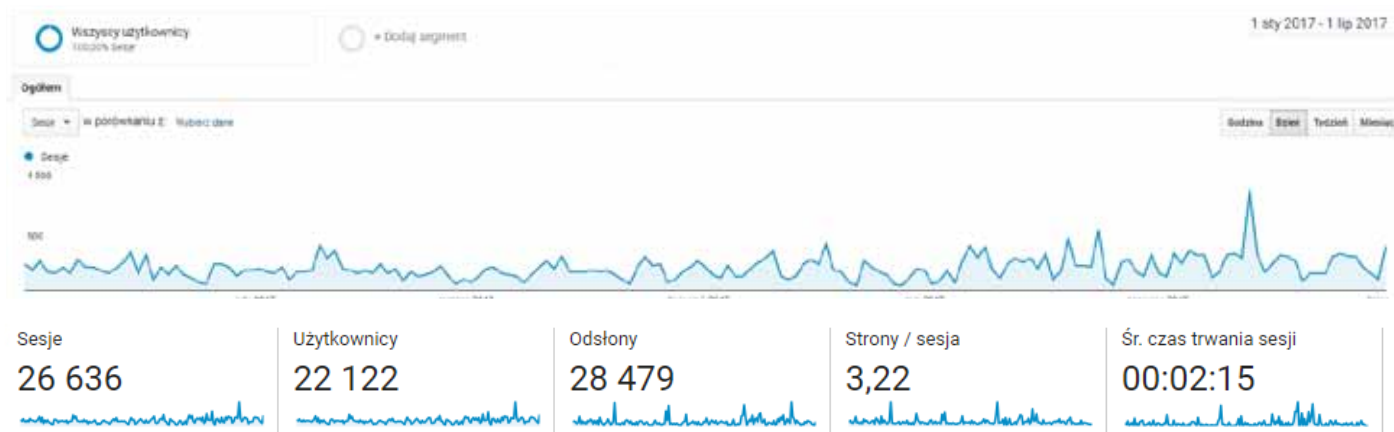 Wszyscy użytkownicy
100,00% Sesje
+ Dodaj segment
1 sty 2017 - 1 lip 2017
Ogółem
Sesje w porównaniu z: Wybierz dane
Godzina Dzień Tydzień Miesiąc
Sesje
500
Sesje
26 636
Użytkownicy
22 122
Odsłony
28 479
Strony / sesja
3,22
Śr. czas trwania sesji
00:02:15